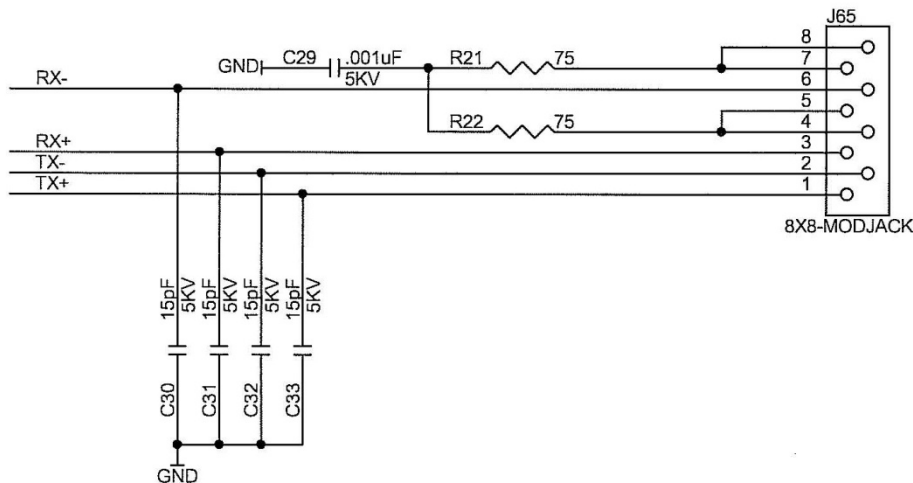 J65
8
GND C29 .001uF R21 75 7
5KV
RX- 6
5
R22 75 4
RX+ 3
TX- 2
TX+ 1
8X8-MODJACK
15pF 5KV 15pF 5KV 15pF 5KV 15pF 5KV
C30 C31 C32 C33
GND